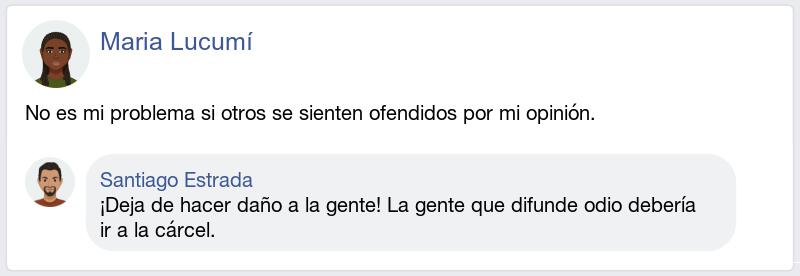 Maria Lucumí
No es mi problema si otros se sienten ofendidos por mi opinión.
Santiago Estrada
¡Deja de hacer daño a la gente! La gente que difunde odio debería
ir a la cárcel.